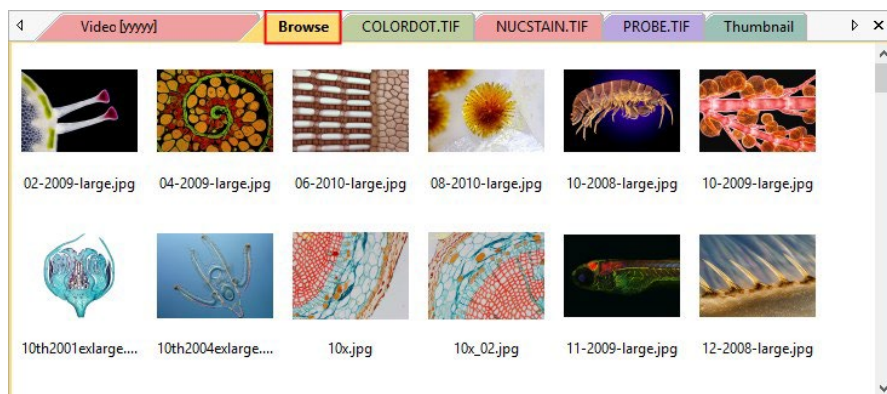 Video [yyyyy] Browse COLORDOT.TIF NUCSTAIN.TIF PROBE.TIF Thumbnail
02-2009-large.jpg 04-2009-large.jpg 06-2010-large.jpg 08-2010-large.jpg 10-2008-large.jpg 10-2009-large.jpg
10th2001exlarge.... 10th2004exlarge.... 10x.jpg 10x_02.jpg 11-2009-large.jpg 12-2008-large.jpg